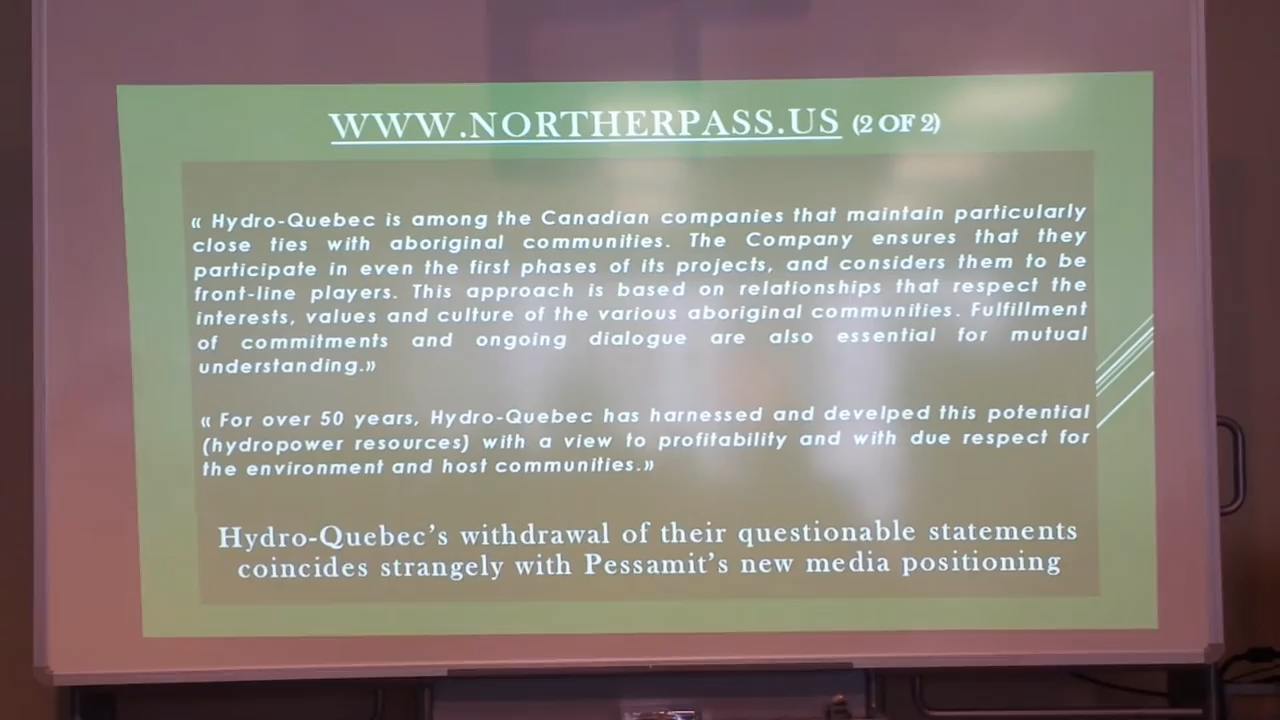 WWW.NORTHERPASS.US (2 OF 2)
« Hydro-Quebec is among the Canadian companies that maintain particularly
close ties with aboriginal communities. The Company ensures that they
participate in even the first phases of its projects, and considers them to be
front-line players. This approach is based on relationships that respect the
interests, values and culture of the various aboriginal communities. Fulfillment
of commitments and ongoing dialogue are also essential for mutual
understanding.»
« For over 50 years, Hydro-Quebec has harnessed and develped this potential
(hydropower resources) with a view to profitability and with due respect for
the environment and host communities.»
Hydro-Quebec's withdrawal of their questionable statements
coincides strangely with Pessamit's new media positioning